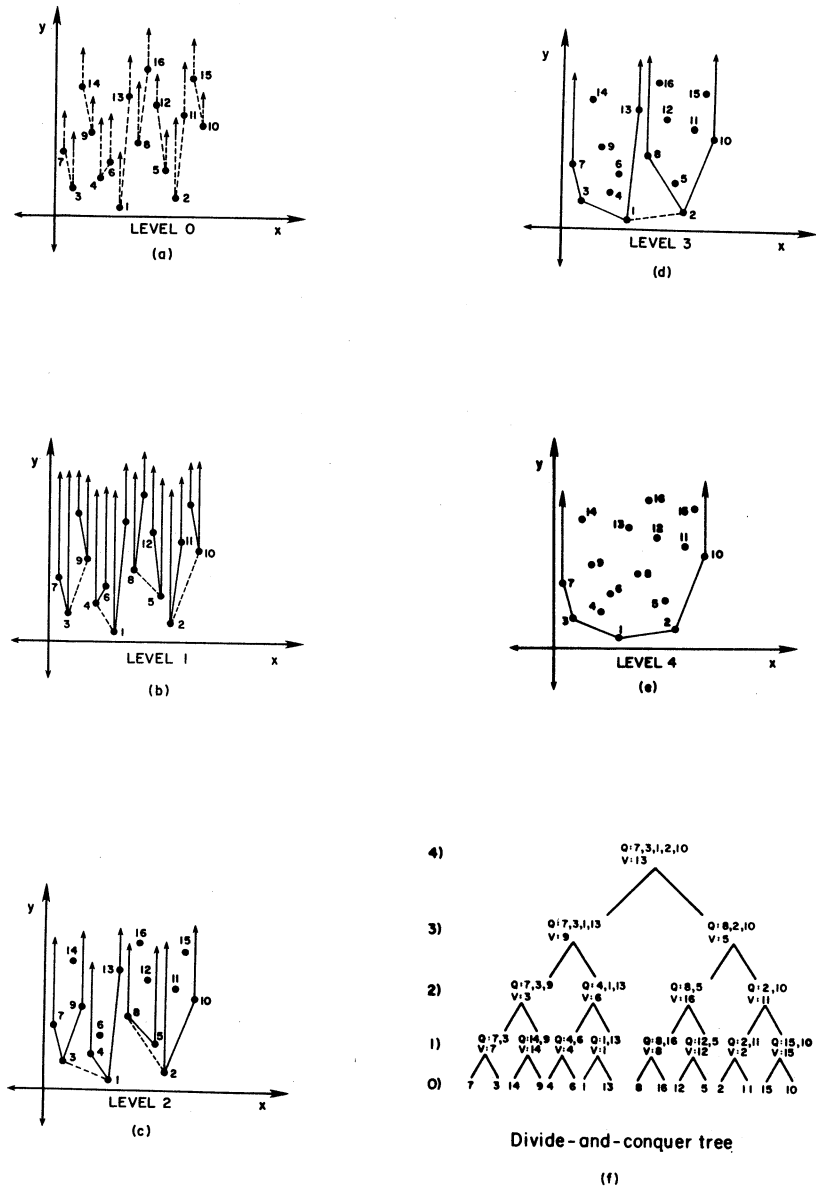 y
16
14
15
13
12
11
9
10
7
8
6
5
4
3
2
1
LEVEL 0
x
(a)
y
16
14
15
13
12
11
9
10
8
7
6
5
3
4
2
1
LEVEL 3
x
(d)
y
12
11
10
9
8
7
6
5
4
3
2
1
LEVEL 1
x
(b)
y
16
14
15
13
12
11
10
9
8
7
6
5
4
3
2
1
LEVEL 4
x
(e)
y
16
14
15
13
12
11
9
10
8
7
6
5
3
4
2
1
LEVEL 2
x
(c)
4)
Q:7,3,1,2,10
V:13
3)
Q:7,3,1,13
V:9
Q:8,2,10
V:5
2)
Q:7,3,9
V:3
Q:4,1,13
V:6
Q:8,5
V:16
Q:2,10
V:11
1)
Q:7,3
V:7
Q:14,9
V:14
Q:4,6
V:4
Q:1,13
V:1
Q:8,16
V:8
Q:12,5
V:12
Q:2,11
V:2
Q:15,10
V:15
0) 7 3 14 9 4 6 1 13 8 16 12 5 2 11 15 10
Divide-and-conquer tree
(f)